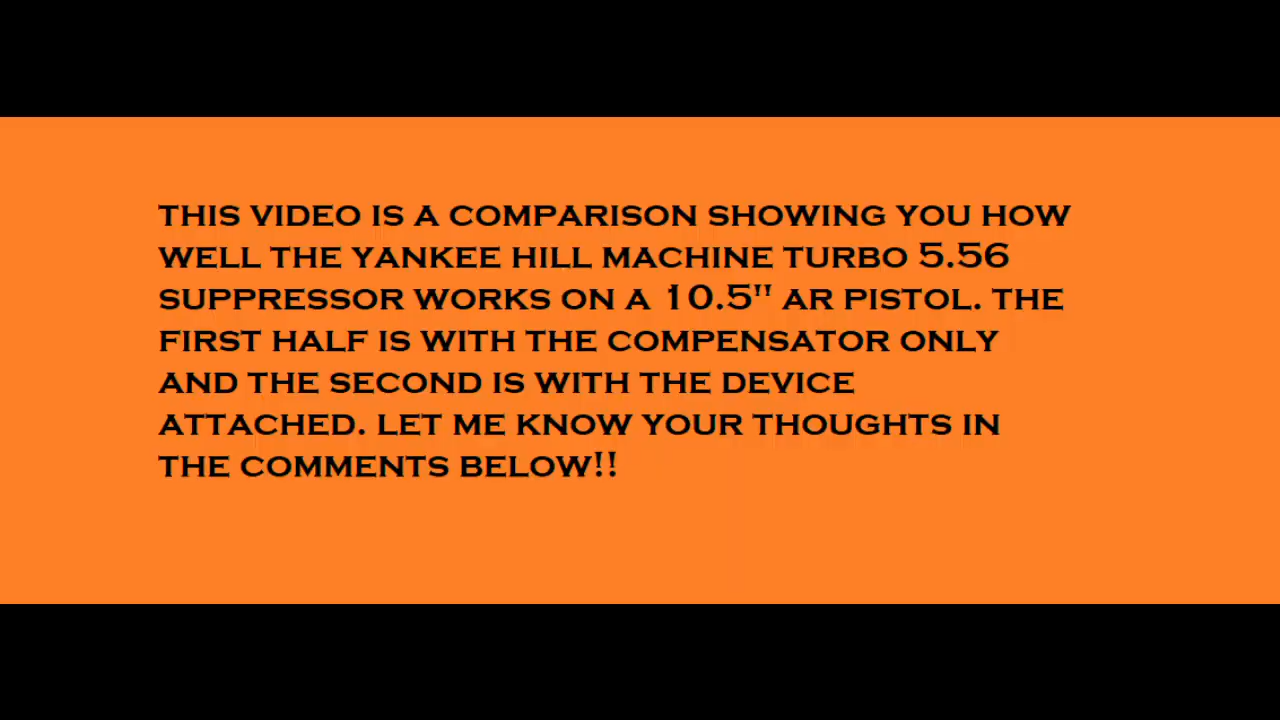 THIS VIDEO IS A COMPARISON SHOWING YOU HOW
WELL THE YANKEE HILL MACHINE TURBO 5.56
SUPPRESSOR WORKS ON A 10.5" AR PISTOL. THE
FIRST HALF IS WITH THE COMPENSATOR ONLY
AND THE SECOND IS WITH THE DEVICE
ATTACHED. LET ME KNOW YOUR THOUGHTS IN
THE COMMENTS BELOW!!